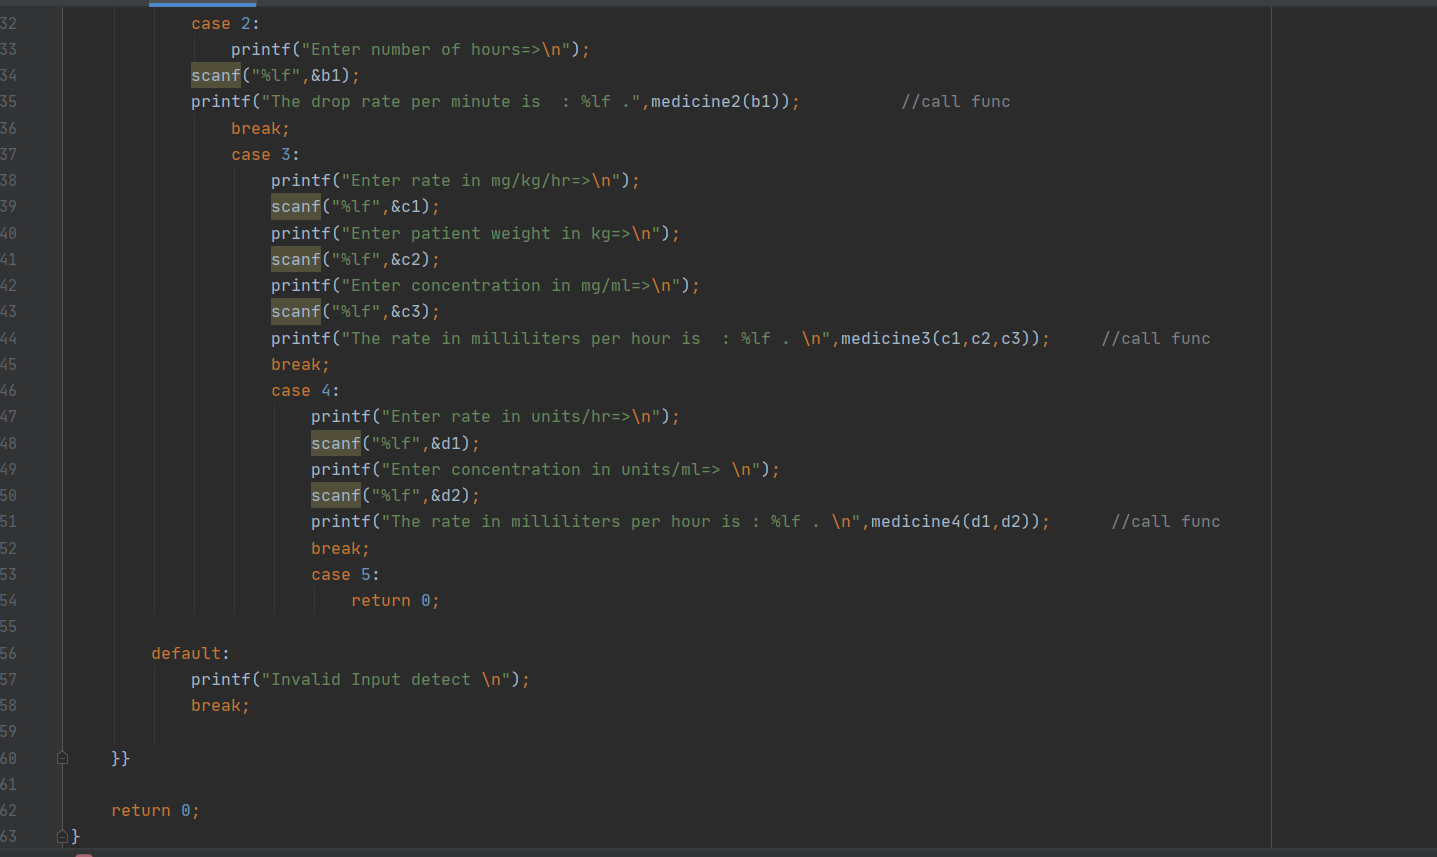 32 case 2:
33 printf("Enter number of hours=>\n");
34 scanf("%lf",&b1);
35 printf("The drop rate per minute is  : %lf .",medicine2(b1)); //call func
36 break;
37 case 3:
38 printf("Enter rate in mg/kg/hr=>\n");
39 scanf("%lf",&c1);
40 printf("Enter patient weight in kg=>\n");
41 scanf("%lf",&c2);
42 printf("Enter concentration in mg/ml=>\n");
43 scanf("%lf",&c3);
44 printf("The rate in milliliters per hour is  : %lf . \n",medicine3(c1,c2,c3)); //call func
45 break;
46 case 4:
47 printf("Enter rate in units/hr=>\n");
48 scanf("%lf",&d1);
49 printf("Enter concentration in units/ml=> \n");
50 scanf("%lf",&d2);
51 printf("The rate in milliliters per hour is : %lf . \n",medicine4(d1,d2)); //call func
52 break;
53 case 5:
54 return 0;
55
56 default:
57 printf("Invalid Input detect \n");
58 break;
59
60 }}
61
62 return 0;
63 }